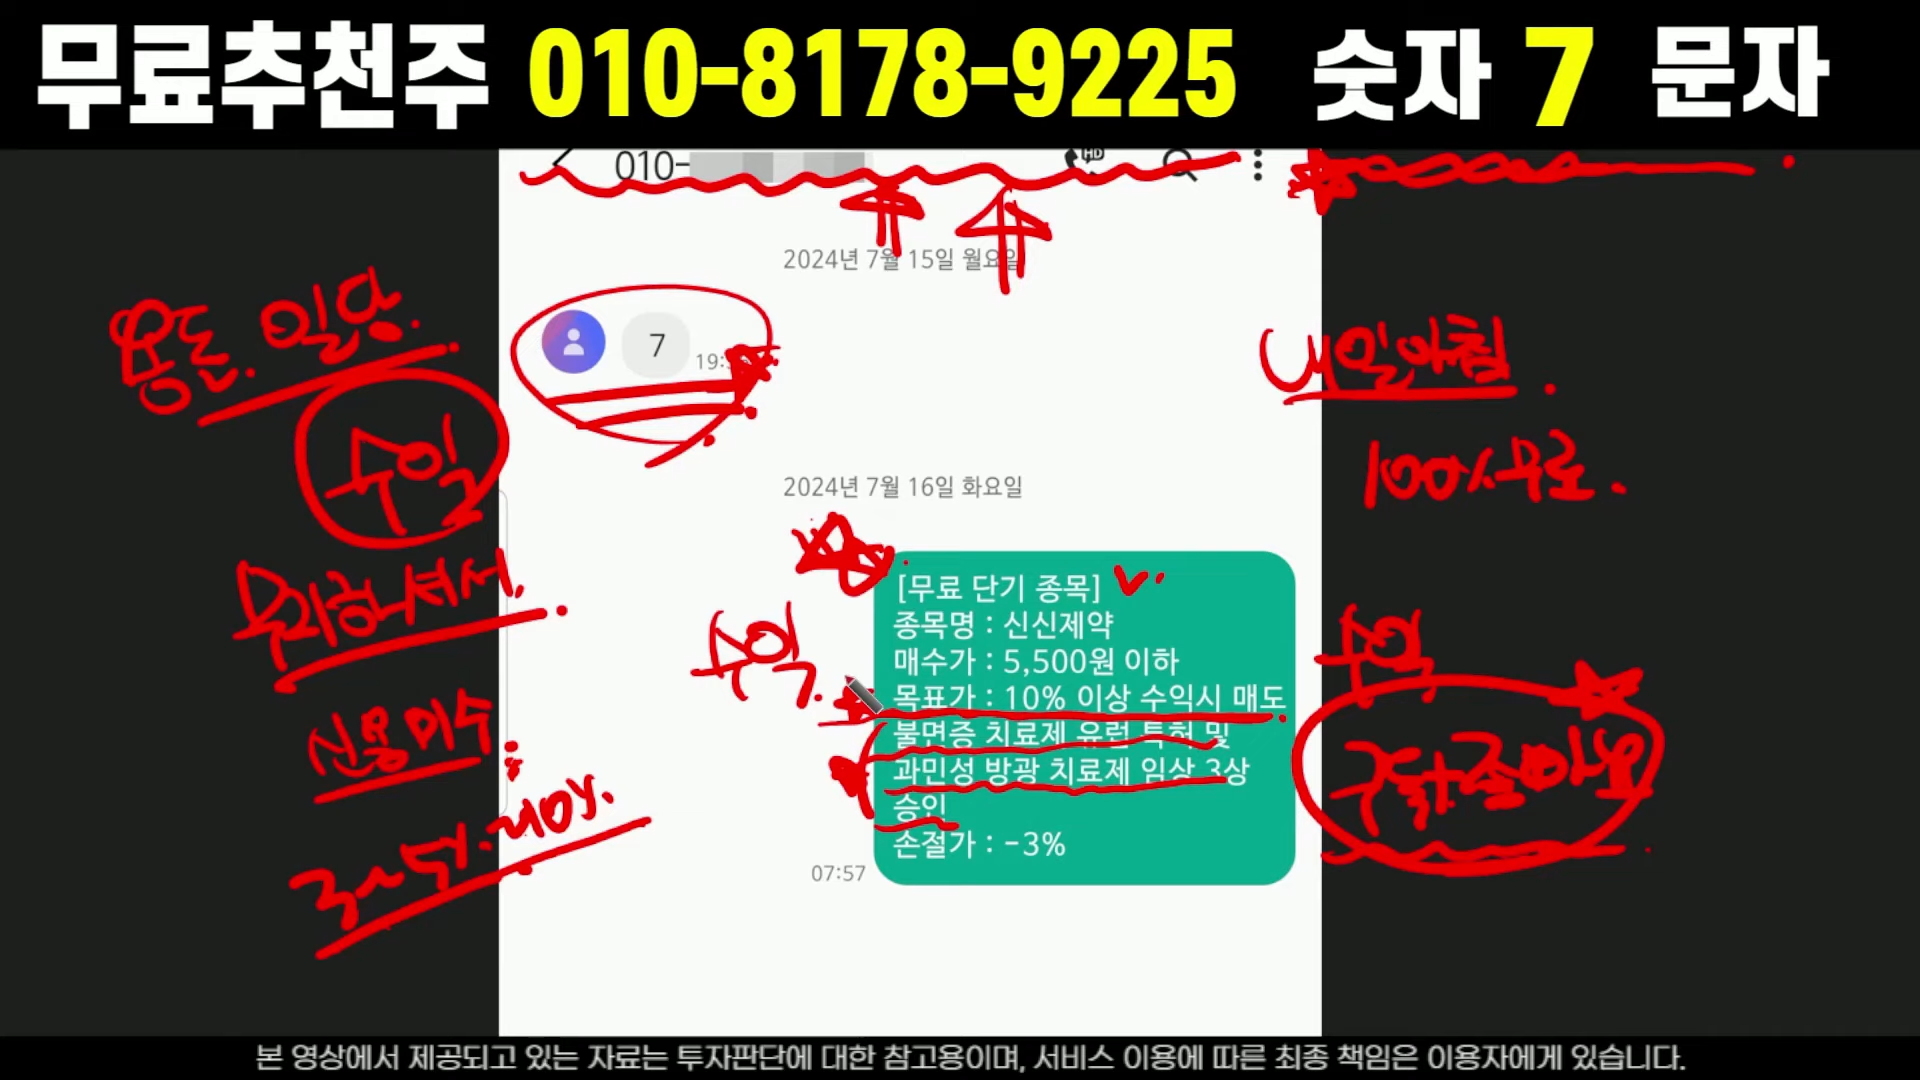 무료추천주 010-8178-9225 숫자 7 문자
010-
HD
2024년 7월 15일 월요일
7
19:
용돈. 일당.
수일
내일아침.
100% 무료.
2024년 7월 16일 화요일
[무료 단기 종목]
종목명 : 신신제약
매수가 : 5,500원 이하
목표가 : 10% 이상 수익시 매도
불면증 치료제 유럽 특허 및
과민성 방광 치료제 임상 3상
승인
손절가 : -3%
07:57
수익.
신용미수
수익
구독+좋아요
본 영상에서 제공되고 있는 자료는 투자판단에 대한 참고용이며, 서비스 이용에 따른 최종 책임은 이용자에게 있습니다.